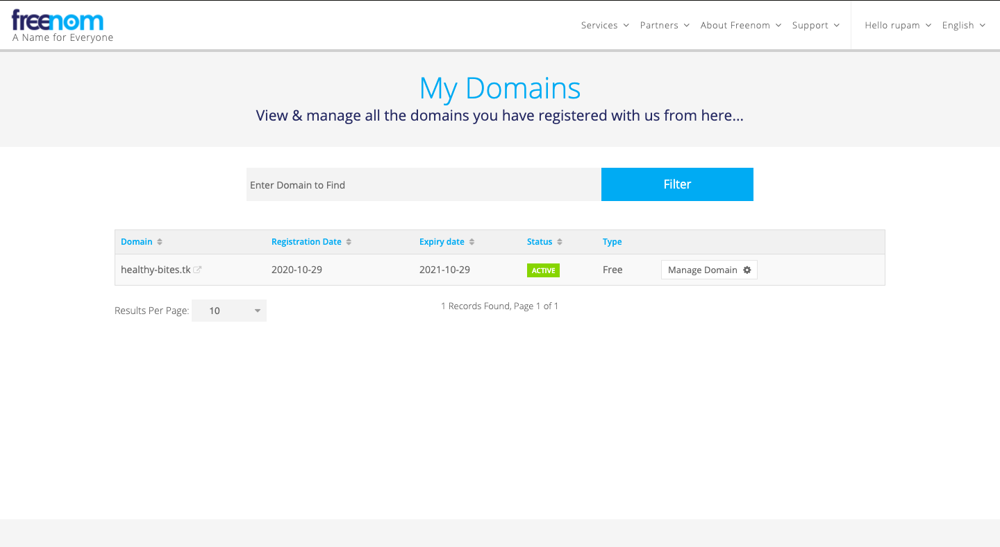 freenom
A Name for Everyone
Services Partners About Freenom Support Hello rupam English
My Domains
View & manage all the domains you have registered with us from here...
Enter Domain to Find Filter
Domain Registration Date Expiry date Status Type
healthy-bites.tk 2020-10-29 2021-10-29 ACTIVE Free Manage Domain
Results Per Page: 10 1 Records Found, Page 1 of 1